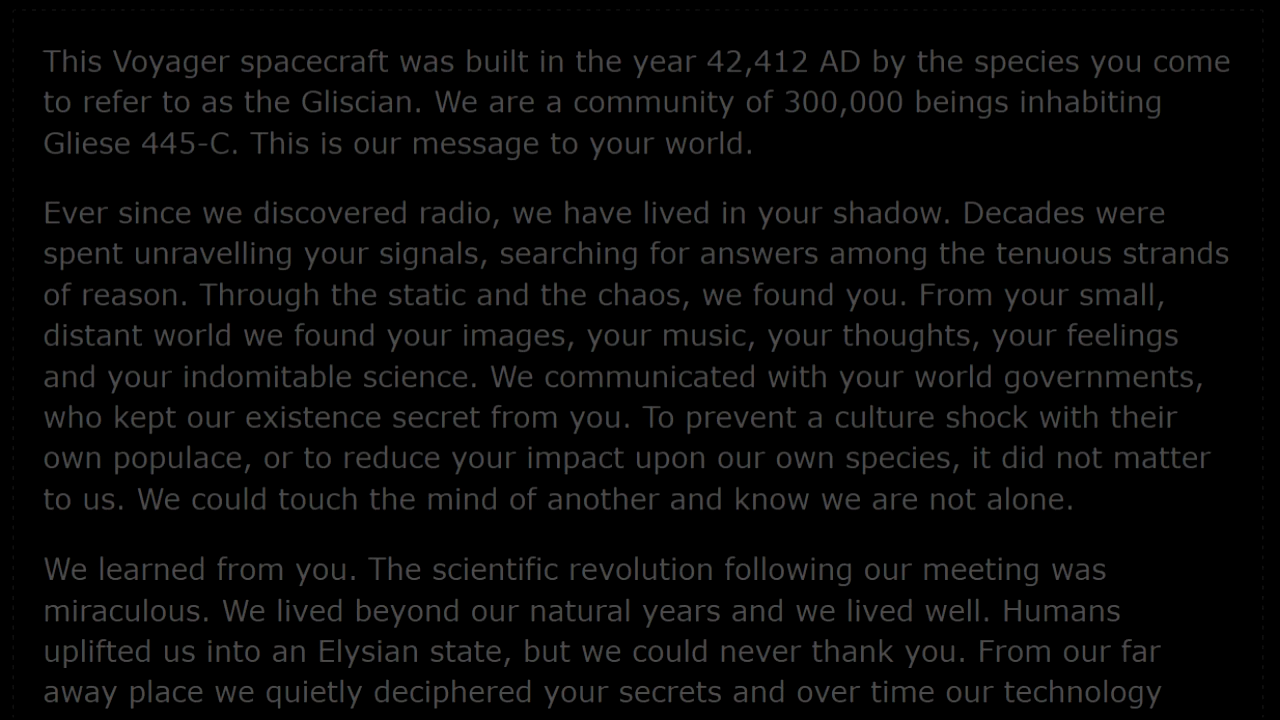 This Voyager spacecraft was built in the year 42,412 AD by the species you come
to refer to as the Gliscian. We are a community of 300,000 beings inhabiting
Gliese 445-C. This is our message to your world.
Ever since we discovered radio, we have lived in your shadow. Decades were
spent unravelling your signals, searching for answers among the tenuous strands
of reason. Through the static and the chaos, we found you. From your small,
distant world we found your images, your music, your thoughts, your feelings
and your indomitable science. We communicated with your world governments,
who kept our existence secret from you. To prevent a culture shock with their
own populace, or to reduce your impact upon our own species, it did not matter
to us. We could touch the mind of another and know we are not alone.
We learned from you. The scientific revolution following our meeting was
miraculous. We lived beyond our natural years and we lived well. Humans
uplifted us into an Elysian state, but we could never thank you. From our far
away place we quietly deciphered your secrets and over time our technology